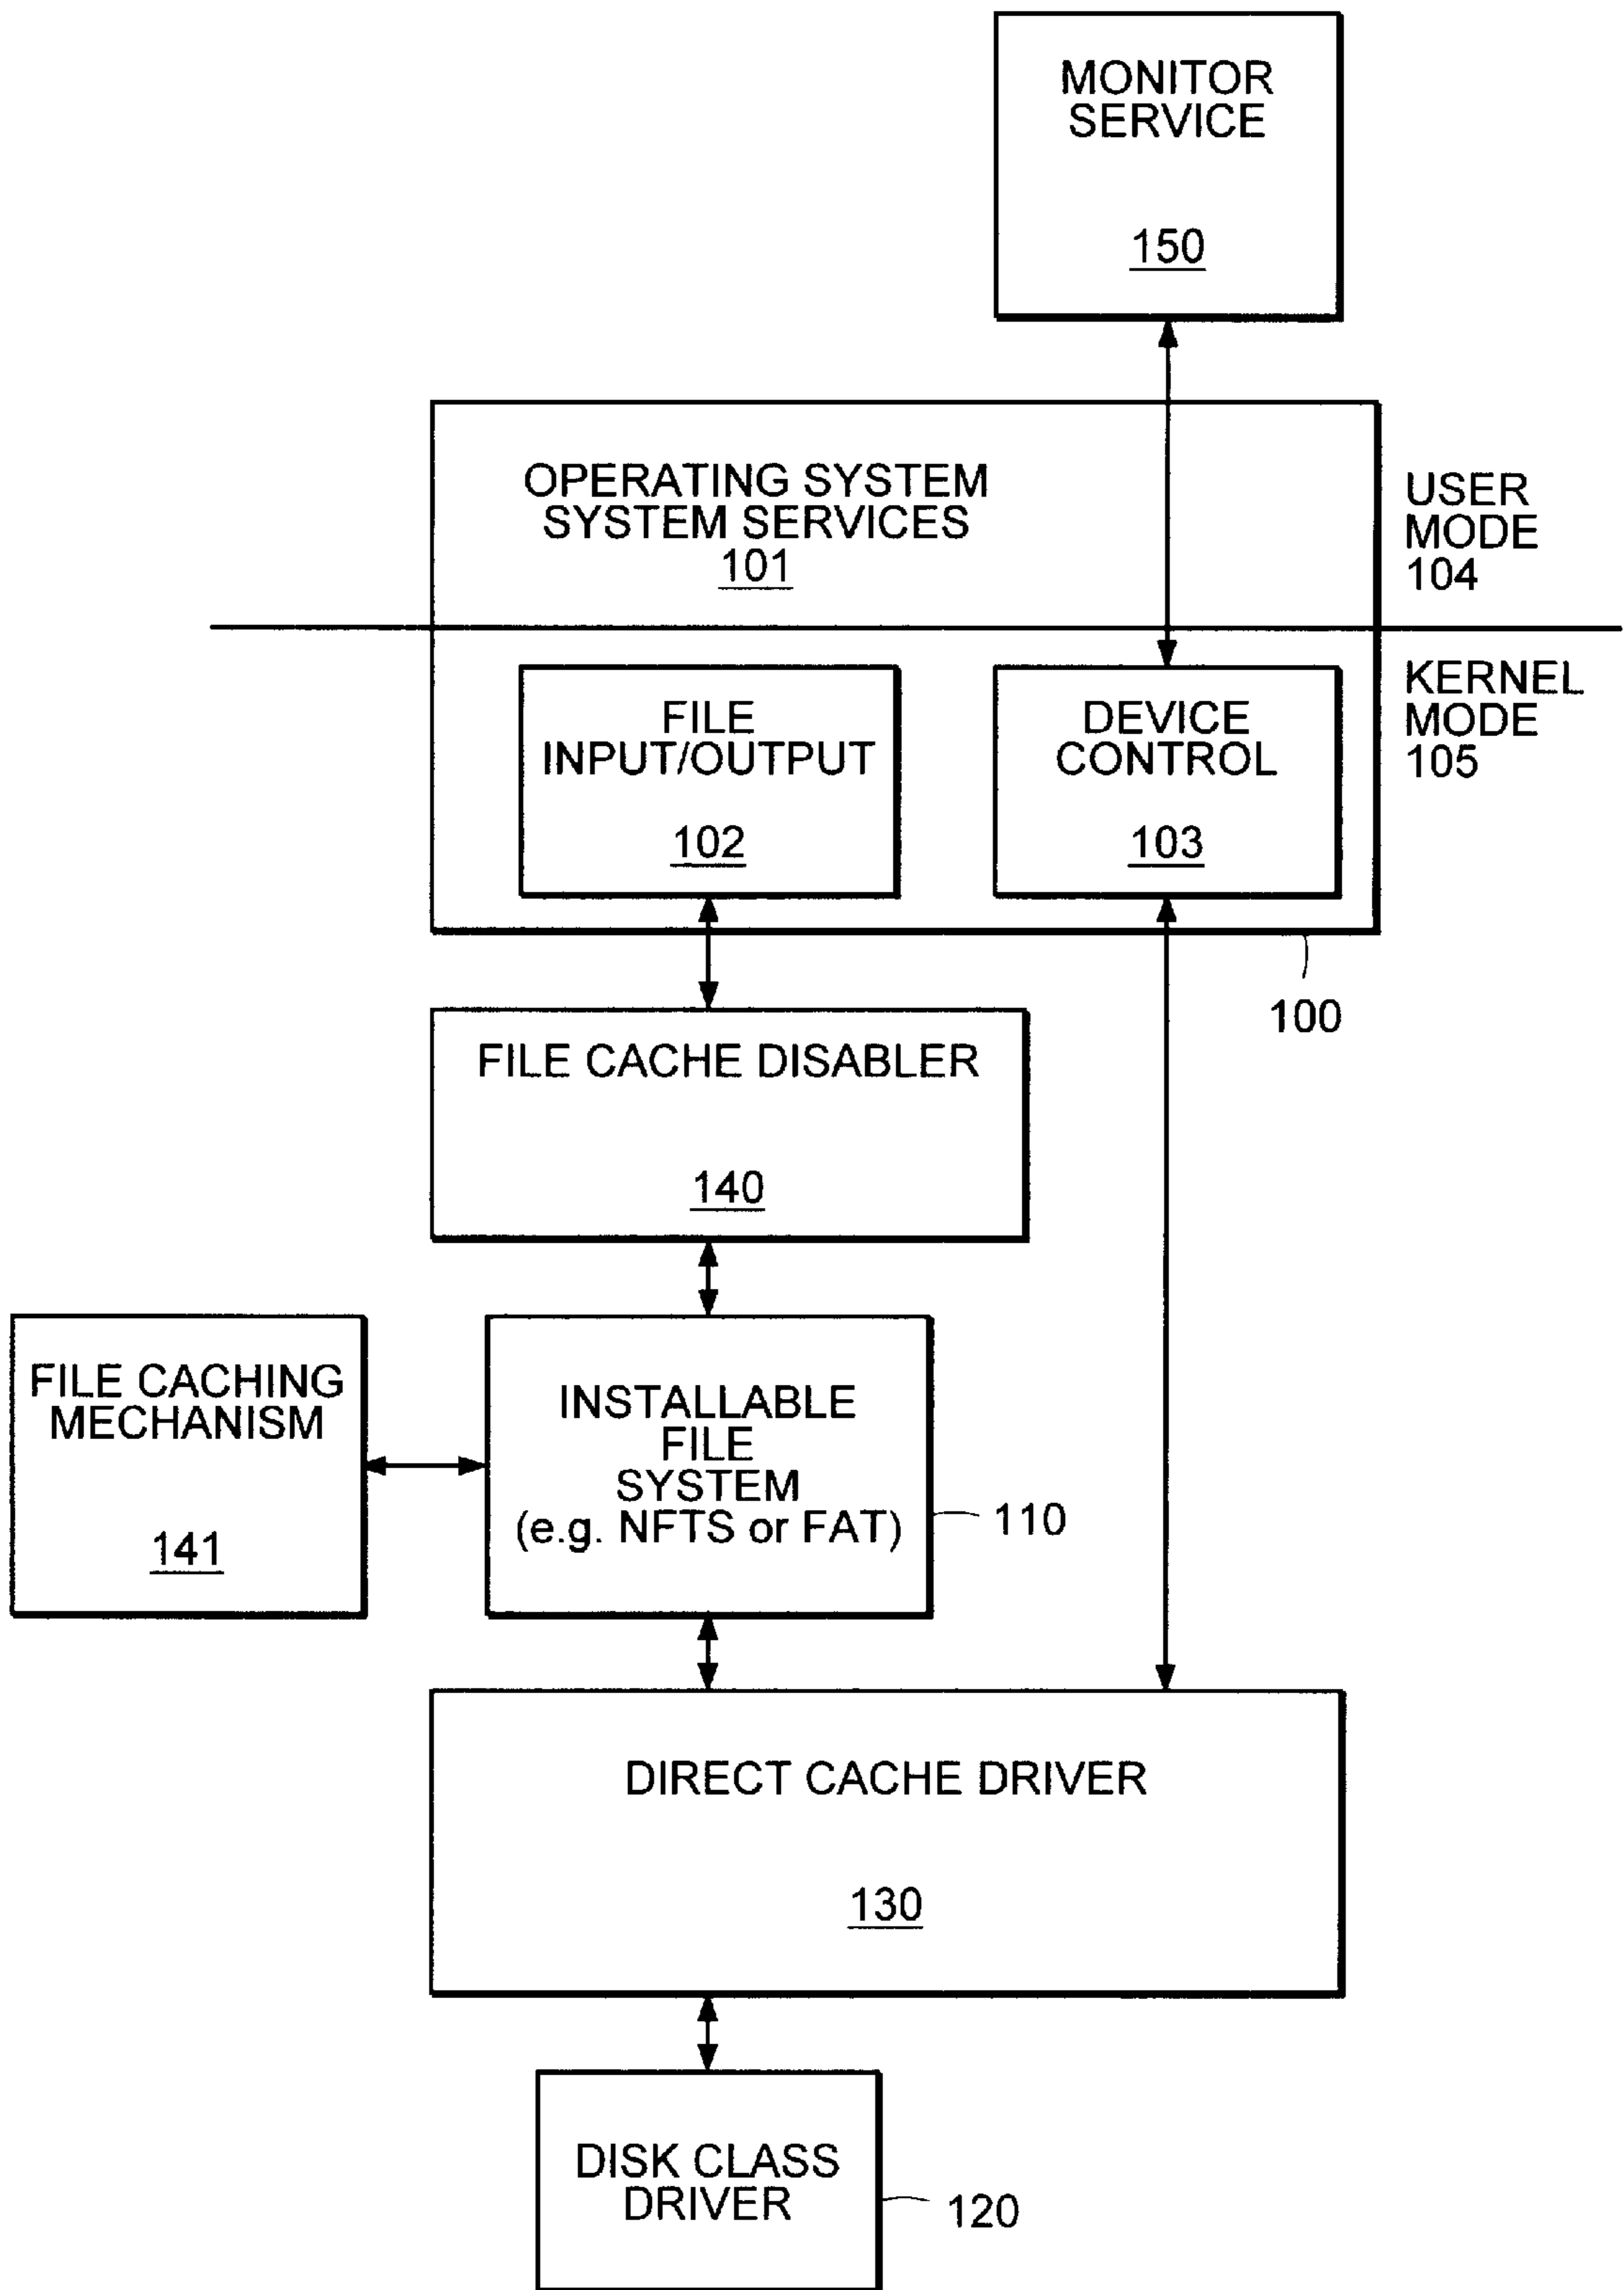 MONITOR
SERVICE
150
OPERATING SYSTEM
SYSTEM SERVICES
101
USER
MODE
104
KERNEL
MODE
105
FILE
INPUT/OUTPUT
102
DEVICE
CONTROL
103
100
FILE CACHE DISABLER
140
FILE CACHING
MECHANISM
141
INSTALLABLE
FILE
SYSTEM
(e.g. NFTS or FAT)
110
DIRECT CACHE DRIVER
130
DISK CLASS
DRIVER
120